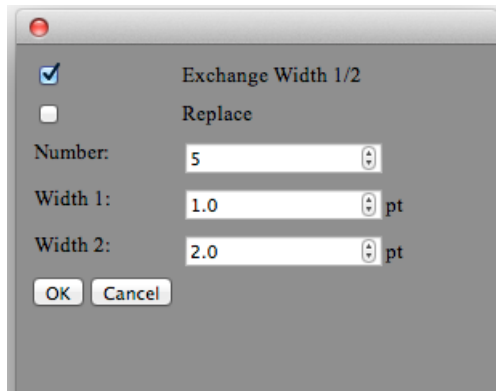 Exchange Width 1/2
Replace
Number: 5
Width 1: 1.0 pt
Width 2: 2.0 pt
OK Cancel